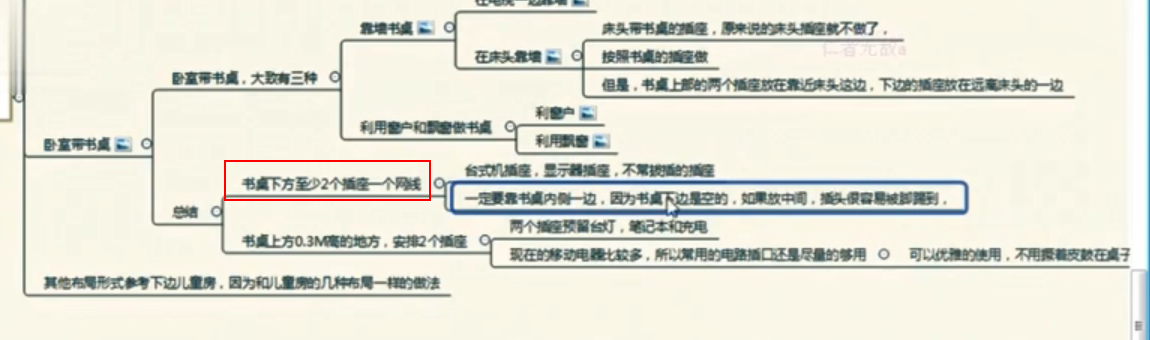 在电视一边靠墙
靠墙书桌
床头带书桌的插座，原来说的床头插座就不做了，
在床头靠墙
按照书桌的插座做
但是，书桌上部的两个插座放在靠近床头这边，下边的插座放在远离床头的一边
卧室带书桌，大致有三种
利窗户
利用窗户和飘窗做书桌
利用飘窗
卧室带书桌
台式机插座，显示器插座，不常拔插的插座
书桌下方至少2个插座一个网线
一定要靠书桌内侧一边，因为书桌下边是空的，如果放中间，插头很容易被脚踢到，
总结
两个插座预留台灯，笔记本和充电
书桌上方0.3M高的地方，安排2个插座
现在的移动电器比较多，所以常用的电路插口还是尽量的够用
可以优雅的使用，不用撅着皮鼓在桌子
其他布局形式参考下边儿童房，因为和儿童房的几种布局一样的做法